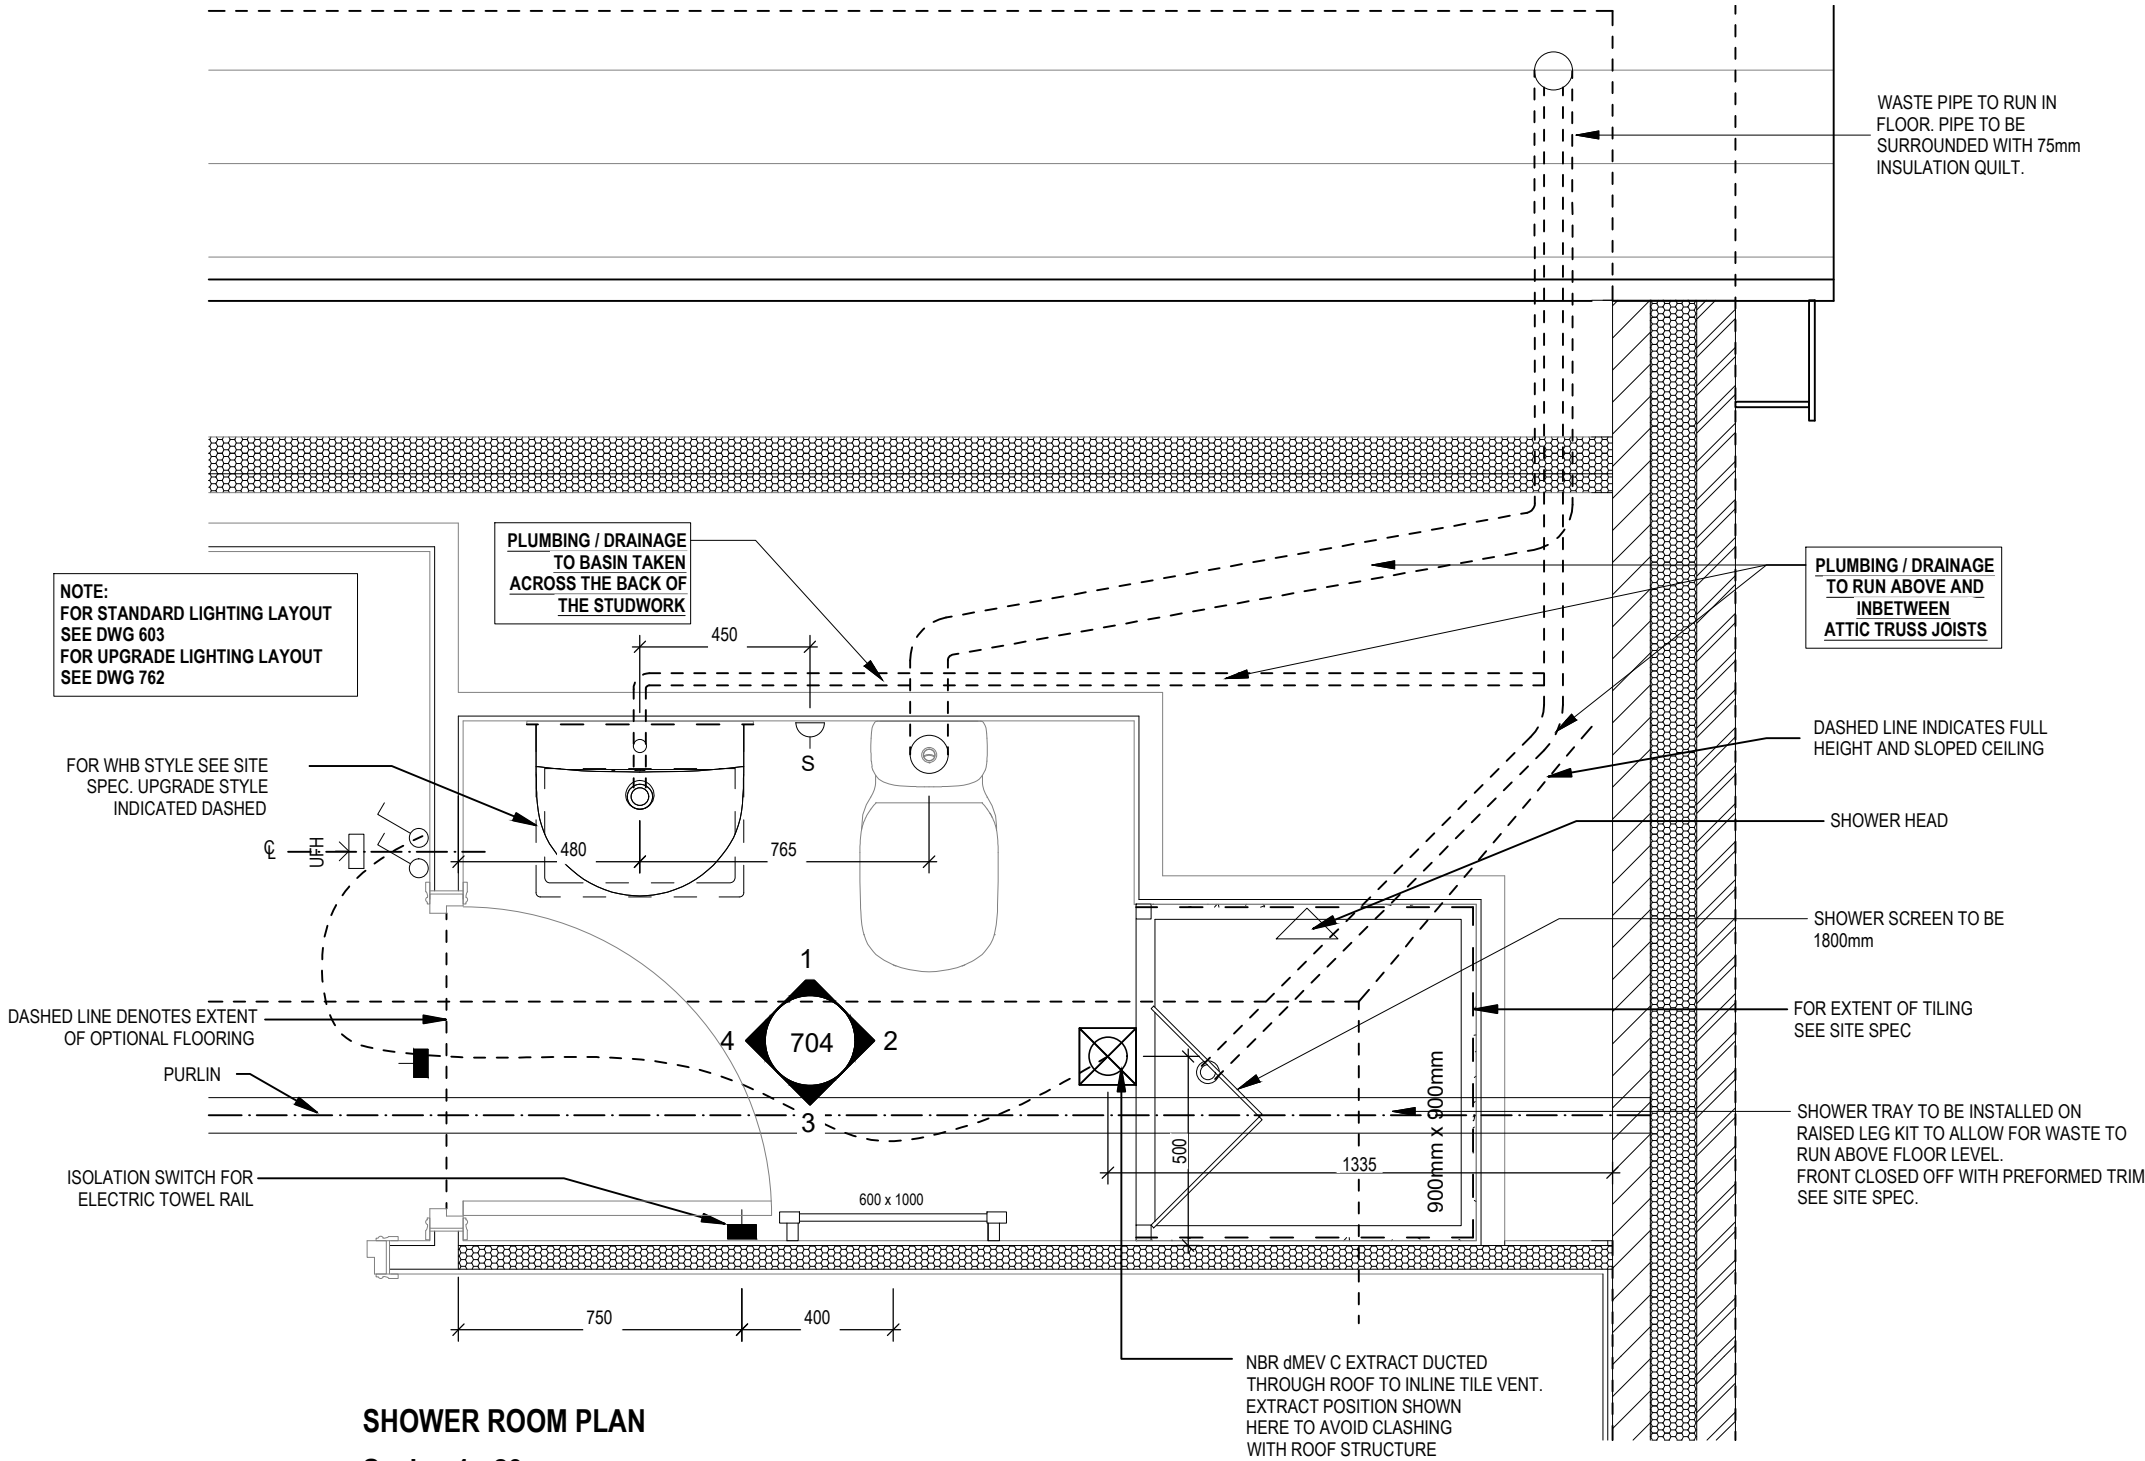 WASTE PIPE TO RUN IN
FLOOR. PIPE TO BE
SURROUNDED WITH 75mm
INSULATION QUILT.
PLUMBING / DRAINAGE
TO BASIN TAKEN
ACROSS THE BACK OF
THE STUDWORK
NOTE:
FOR STANDARD LIGHTING LAYOUT
SEE DWG 603
FOR UPGRADE LIGHTING LAYOUT
SEE DWG 762
PLUMBING / DRAINAGE
TO RUN ABOVE AND
INBETWEEN
ATTIC TRUSS JOISTS
450
S
FOR WHB STYLE SEE SITE
SPEC. UPGRADE STYLE
INDICATED DASHED
DASHED LINE INDICATES FULL
HEIGHT AND SLOPED CEILING
SHOWER HEAD
UFH
480
765
SHOWER SCREEN TO BE
1800mm
1
4
704
2
3
DASHED LINE DENOTES EXTENT
OF OPTIONAL FLOORING
FOR EXTENT OF TILING
SEE SITE SPEC
PURLIN
900mm x 900mm
500
1335
SHOWER TRAY TO BE INSTALLED ON
RAISED LEG KIT TO ALLOW FOR WASTE TO
RUN ABOVE FLOOR LEVEL.
FRONT CLOSED OFF WITH PREFORMED TRIM
SEE SITE SPEC.
ISOLATION SWITCH FOR
ELECTRIC TOWEL RAIL
600 x 1000
750
400
NBR dMEV C EXTRACT DUCTED
THROUGH ROOF TO INLINE TILE VENT.
EXTRACT POSITION SHOWN
HERE TO AVOID CLASHING
WITH ROOF STRUCTURE
SHOWER ROOM PLAN